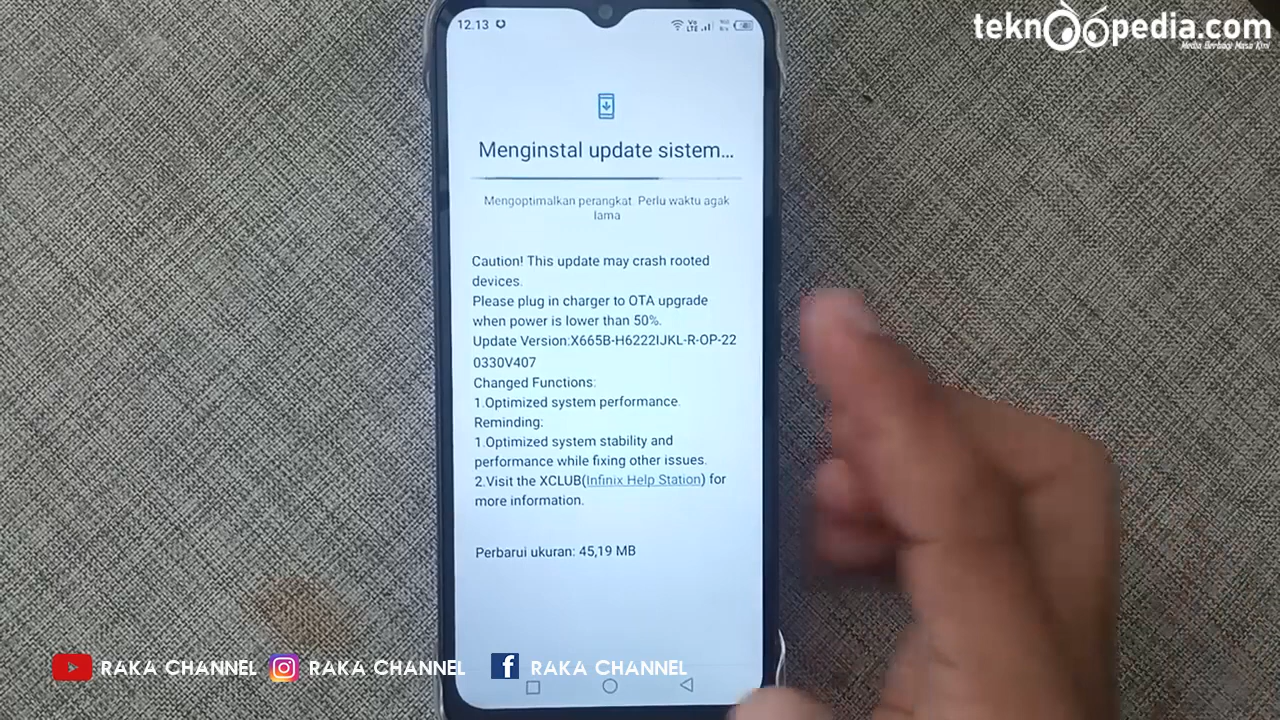 12.13
Vo
LTE
teknoopedia.com
Media Berbagi Masa Kini
Menginstal update sistem...
Mengoptimalkan perangkat. Perlu waktu agak
lama
Caution! This update may crash rooted
devices.
Please plug in charger to OTA upgrade
when power is lower than 50%.
Update Version:X665B-H6222IJKL-R-OP-22
0330V407
Changed Functions:
1.Optimized system performance.
Reminding:
1.Optimized system stability and
performance while fixing other issues.
2.Visit the XCLUB(Infinix Help Station) for
more information.
Perbarui ukuran: 45,19 MB
RAKA CHANNEL RAKA CHANNEL RAKA CHANNEL